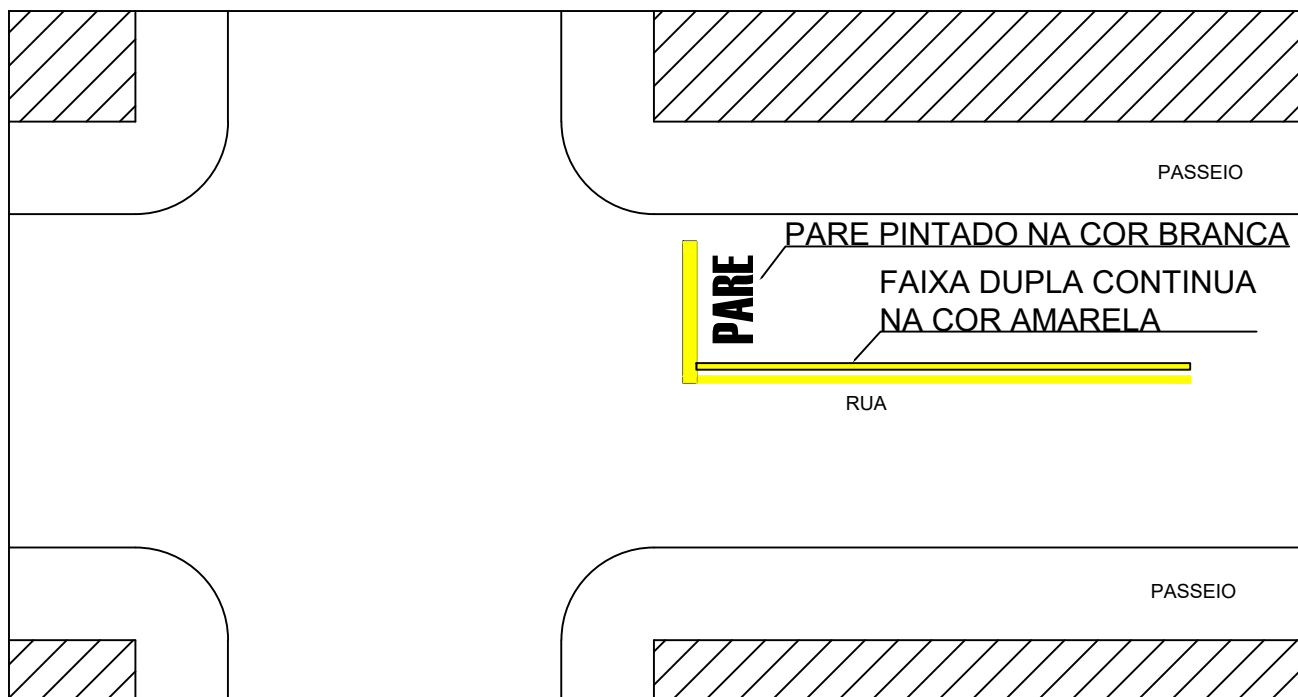 PASSEIO
PARE PINTADO NA COR BRANCA
PARE
FAIXA DUPLA CONTINUA
NA COR AMARELA
RUA
PASSEIO